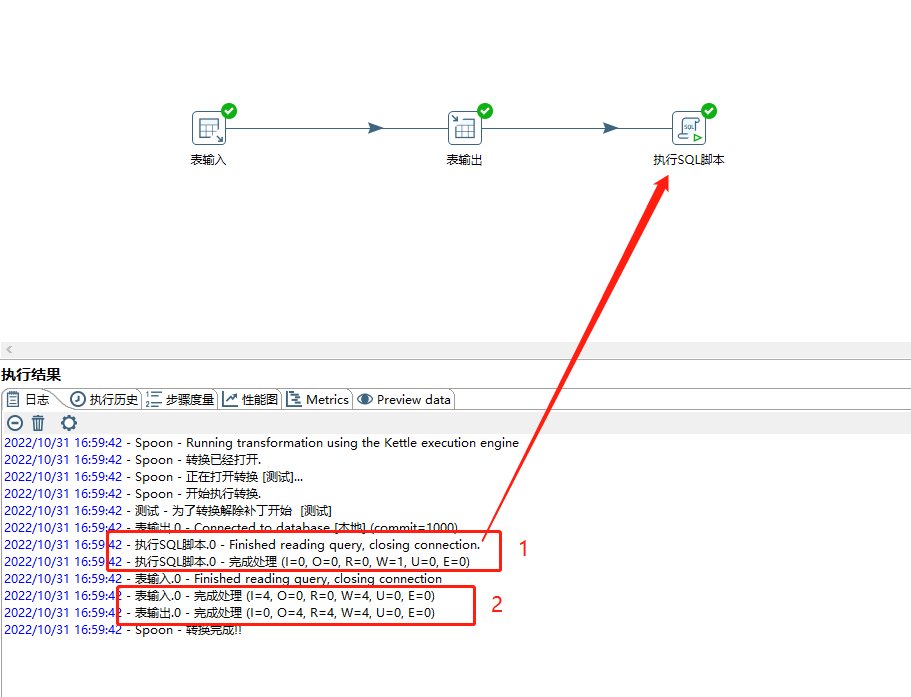 表输入
表输出
SQL
执行SQL脚本
执行结果
日志 执行历史 步骤度量 性能图 Metrics Preview data
2022/10/31 16:59:42 - Spoon - Running transformation using the Kettle execution engine
2022/10/31 16:59:42 - Spoon - 转换已经打开.
2022/10/31 16:59:42 - Spoon - 正在打开转换 [测试]...
2022/10/31 16:59:42 - Spoon - 开始执行转换.
2022/10/31 16:59:42 - 测试 - 为了转换解除补丁开始 [测试]
2022/10/31 16:59:42 - 表输出.0 - Connected to database [本地] (commit=1000)
2022/10/31 16:59:42 - 执行SQL脚本.0 - Finished reading query, closing connection.
1
2022/10/31 16:59:42 - 执行SQL脚本.0 - 完成处理 (I=0, O=0, R=0, W=1, U=0, E=0)
2022/10/31 16:59:42 - 表输入.0 - Finished reading query, closing connection
2022/10/31 16:59:42 - 表输入.0 - 完成处理 (I=4, O=0, R=0, W=4, U=0, E=0)
2
2022/10/31 16:59:42 - 表输出.0 - 完成处理 (I=0, O=4, R=4, W=4, U=0, E=0)
2022/10/31 16:59:42 - Spoon - 转换完成!!